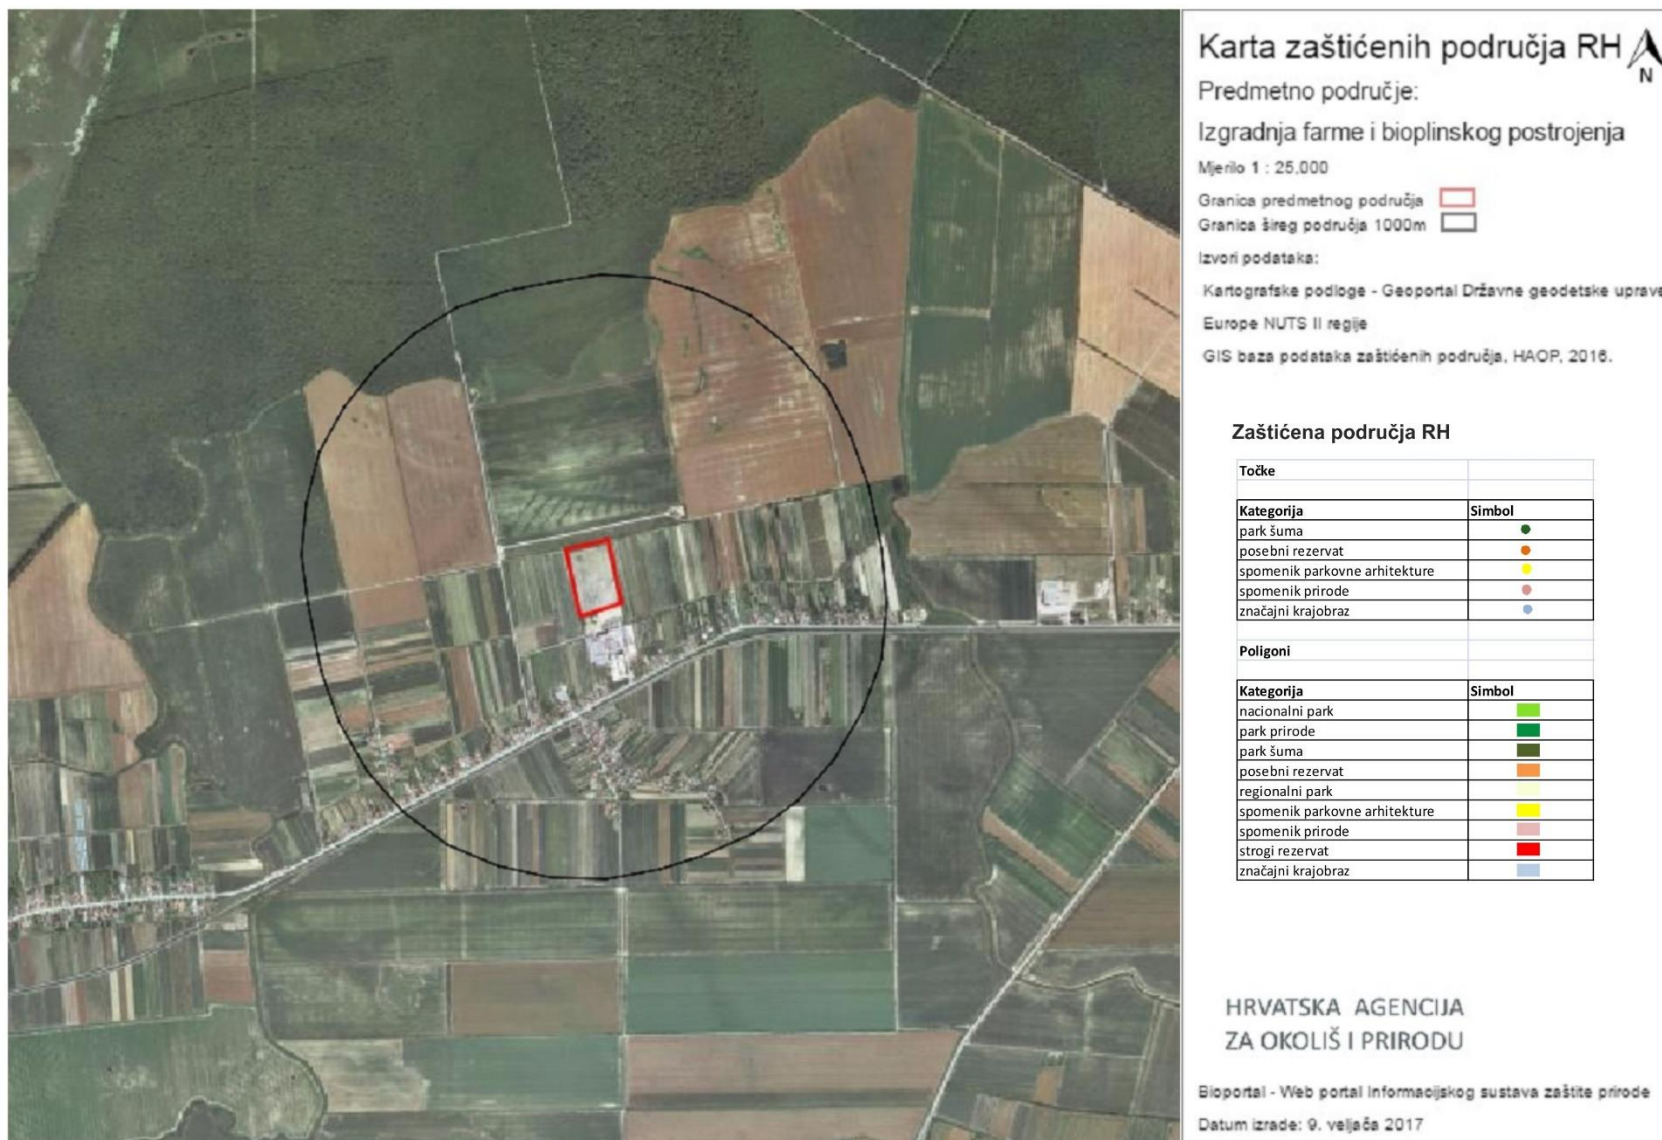 Karta zaštićenih područja RH
N
Predmetno područje:
Izgradnja farme i bioplinskog postrojenja
Mjerilo 1 : 25,000
Granica predmetnog područja
Granica šireg područja 1000m
Izvori podataka:
Kartografske podloge - Geoportal Državne geodetske uprave
Europe NUTS II regije
GIS baza podataka zaštićenih područja, HAOP, 2016.
Zaštićena područja RH
Točke
Kategorija Simbol
park šuma
posebni rezervat
spomenik parkovne arhitekture
spomenik prirode
značajni krajobraz
Poligoni
Kategorija Simbol
nacionalni park
park prirode
park šuma
posebni rezervat
regionalni park
spomenik parkovne arhitekture
spomenik prirode
strogi rezervat
značajni krajobraz
HRVATSKA AGENCIJA
ZA OKOLIŠ I PRIRODU
Bioportal - Web portal Informacijskog sustava zaštite prirode
Datum izrade: 9. veljača 2017